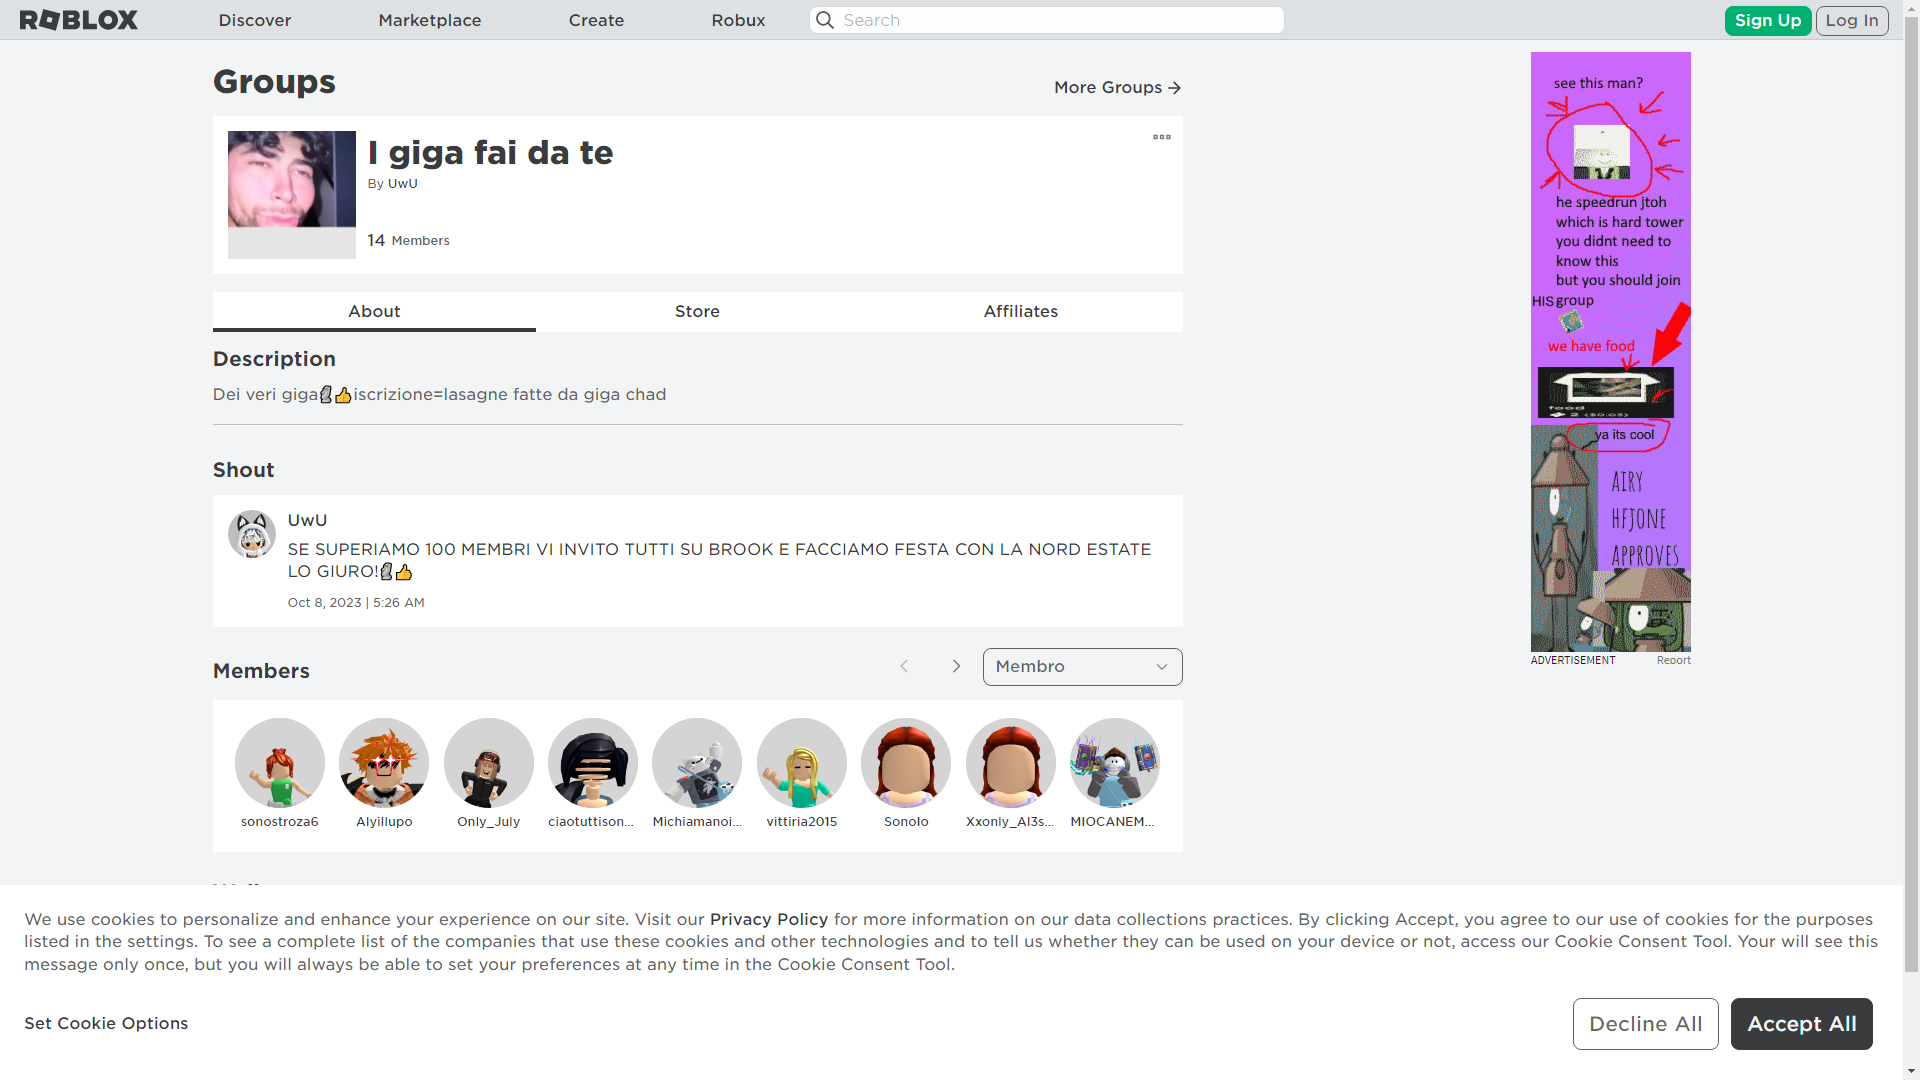 ROBLOX
Discover
Marketplace
Create
Robux
Search
Sign Up
Log In
Groups
More Groups
I giga fai da te
By UwU
14 Members
About
Store
Affiliates
Description
Dei veri giga🗿👍iscrizione=lasagne fatte da giga chad
Shout
UwU
SE SUPERIAMO 100 MEMBRI VI INVITO TUTTI SU BROOK E FACCIAMO FESTA CON LA NORD ESTATE
LO GIURO!🗿👍
Oct 8, 2023 | 5:26 AM
Members
Membro
sonostroza6
Alyillupo
Only_July
ciaotuttison...
Michiamanoi...
vittiria2015
Sonolo
Xxonly_Al3s...
MIOCANEM...
see this man?
he speedrun jtoh
which is hard tower
you didnt need to
know this
but you should join
HIS group
we have food
food
2 ($0.03)
ya its cool
AIRY
HFJONE
APPROVES
ADVERTISEMENT
Report
We use cookies to personalize and enhance your experience on our site. Visit our Privacy Policy for more information on our data collections practices. By clicking Accept, you agree to our use of cookies for the purposes
listed in the settings. To see a complete list of the companies that use these cookies and other technologies and to tell us whether they can be used on your device or not, access our Cookie Consent Tool. Your will see this
message only once, but you will always be able to set your preferences at any time in the Cookie Consent Tool.
Set Cookie Options
Decline All
Accept All